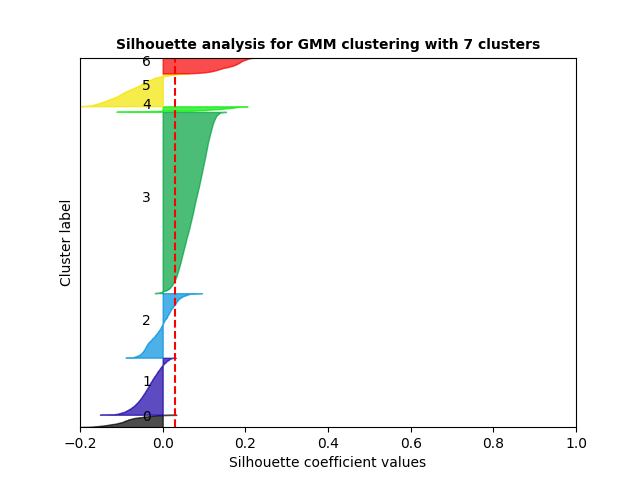 Silhouette analysis for GMM clustering with 7 clusters
6
5
4
3
2
1
0
Cluster label
−0.2 0.0 0.2 0.4 0.6 0.8 1.0
Silhouette coefficient values